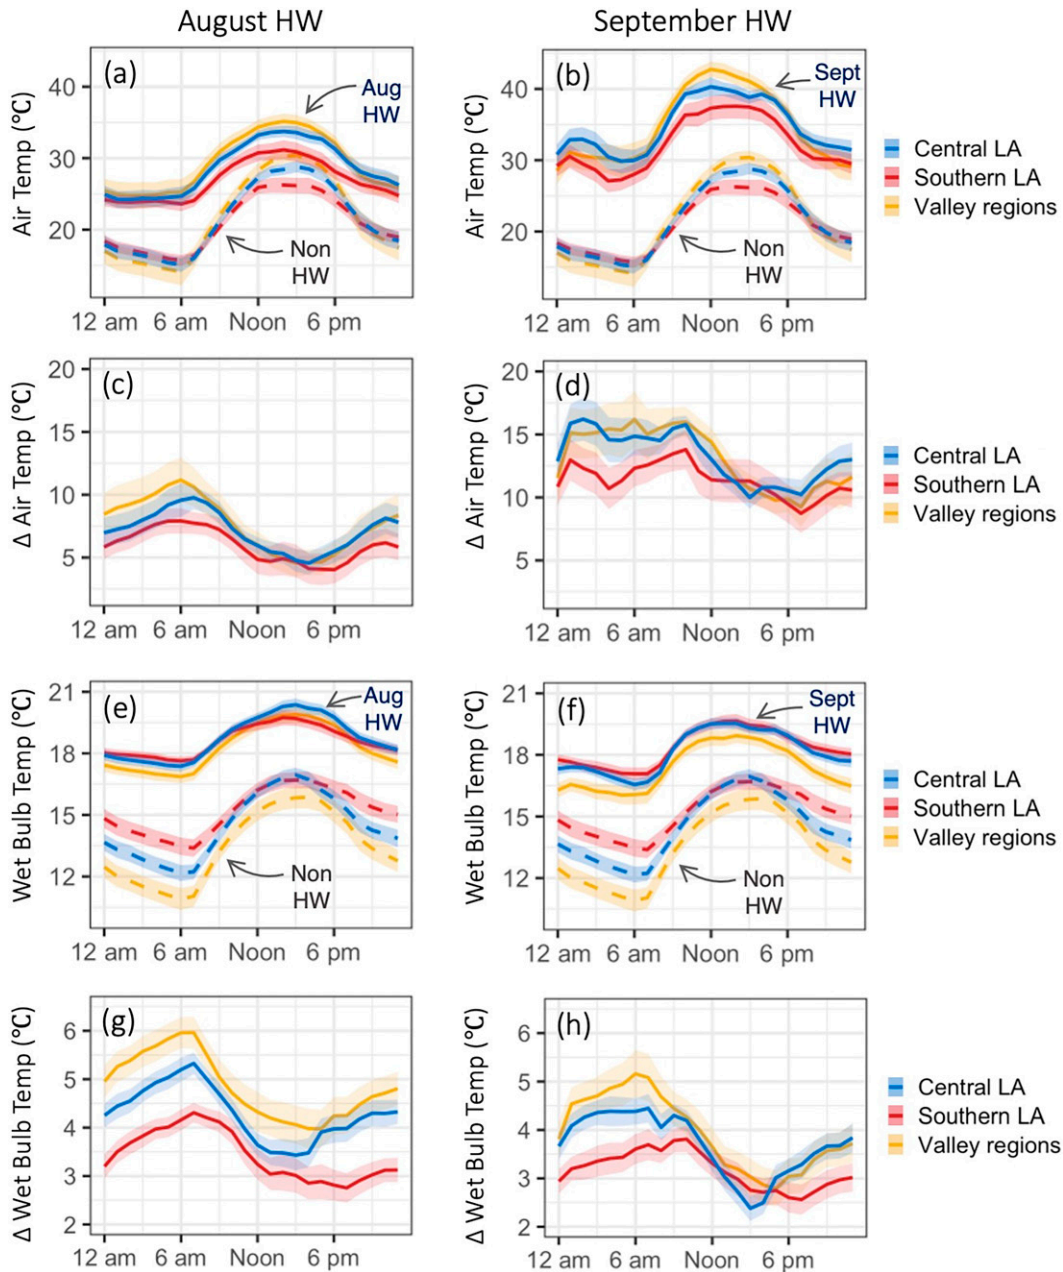 August HW
September HW
(a)
Aug
HW
Non
HW
Air Temp (°C)
40
30
20
12 am 6 am Noon 6 pm
(b)
Sept
HW
Non
HW
Air Temp (°C)
40
30
20
12 am 6 am Noon 6 pm
Central LA
Southern LA
Valley regions
(c)
Δ Air Temp (°C)
20
15
10
5
12 am 6 am Noon 6 pm
(d)
Δ Air Temp (°C)
20
15
10
5
12 am 6 am Noon 6 pm
Central LA
Southern LA
Valley regions
(e)
Aug
HW
Non
HW
Wet Bulb Temp (°C)
21
18
15
12
12 am 6 am Noon 6 pm
(f)
Sept
HW
Non
HW
Wet Bulb Temp (°C)
21
18
15
12
12 am 6 am Noon 6 pm
Central LA
Southern LA
Valley regions
(g)
Δ Wet Bulb Temp (°C)
6
5
4
3
2
12 am 6 am Noon 6 pm
(h)
Δ Wet Bulb Temp (°C)
6
5
4
3
2
12 am 6 am Noon 6 pm
Central LA
Southern LA
Valley regions